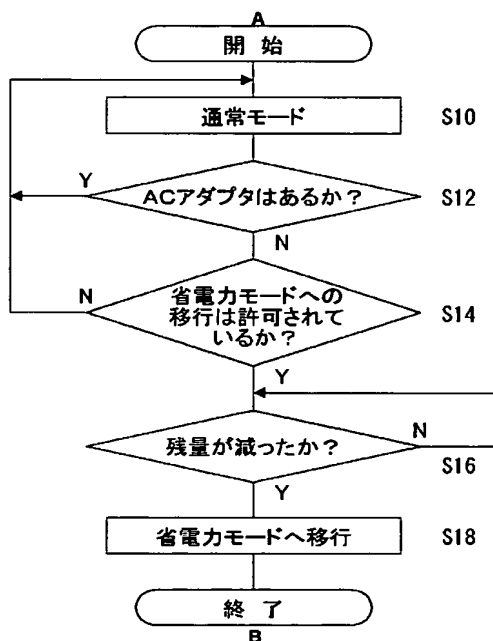 A
開 始
通常モード
S10
Y
ACアダプタはあるか？
S12
N
N
省電力モードへの
移行は許可されて
いるか？
S14
Y
残量が減ったか？
N
S16
Y
省電力モードへ移行
S18
終 了
B